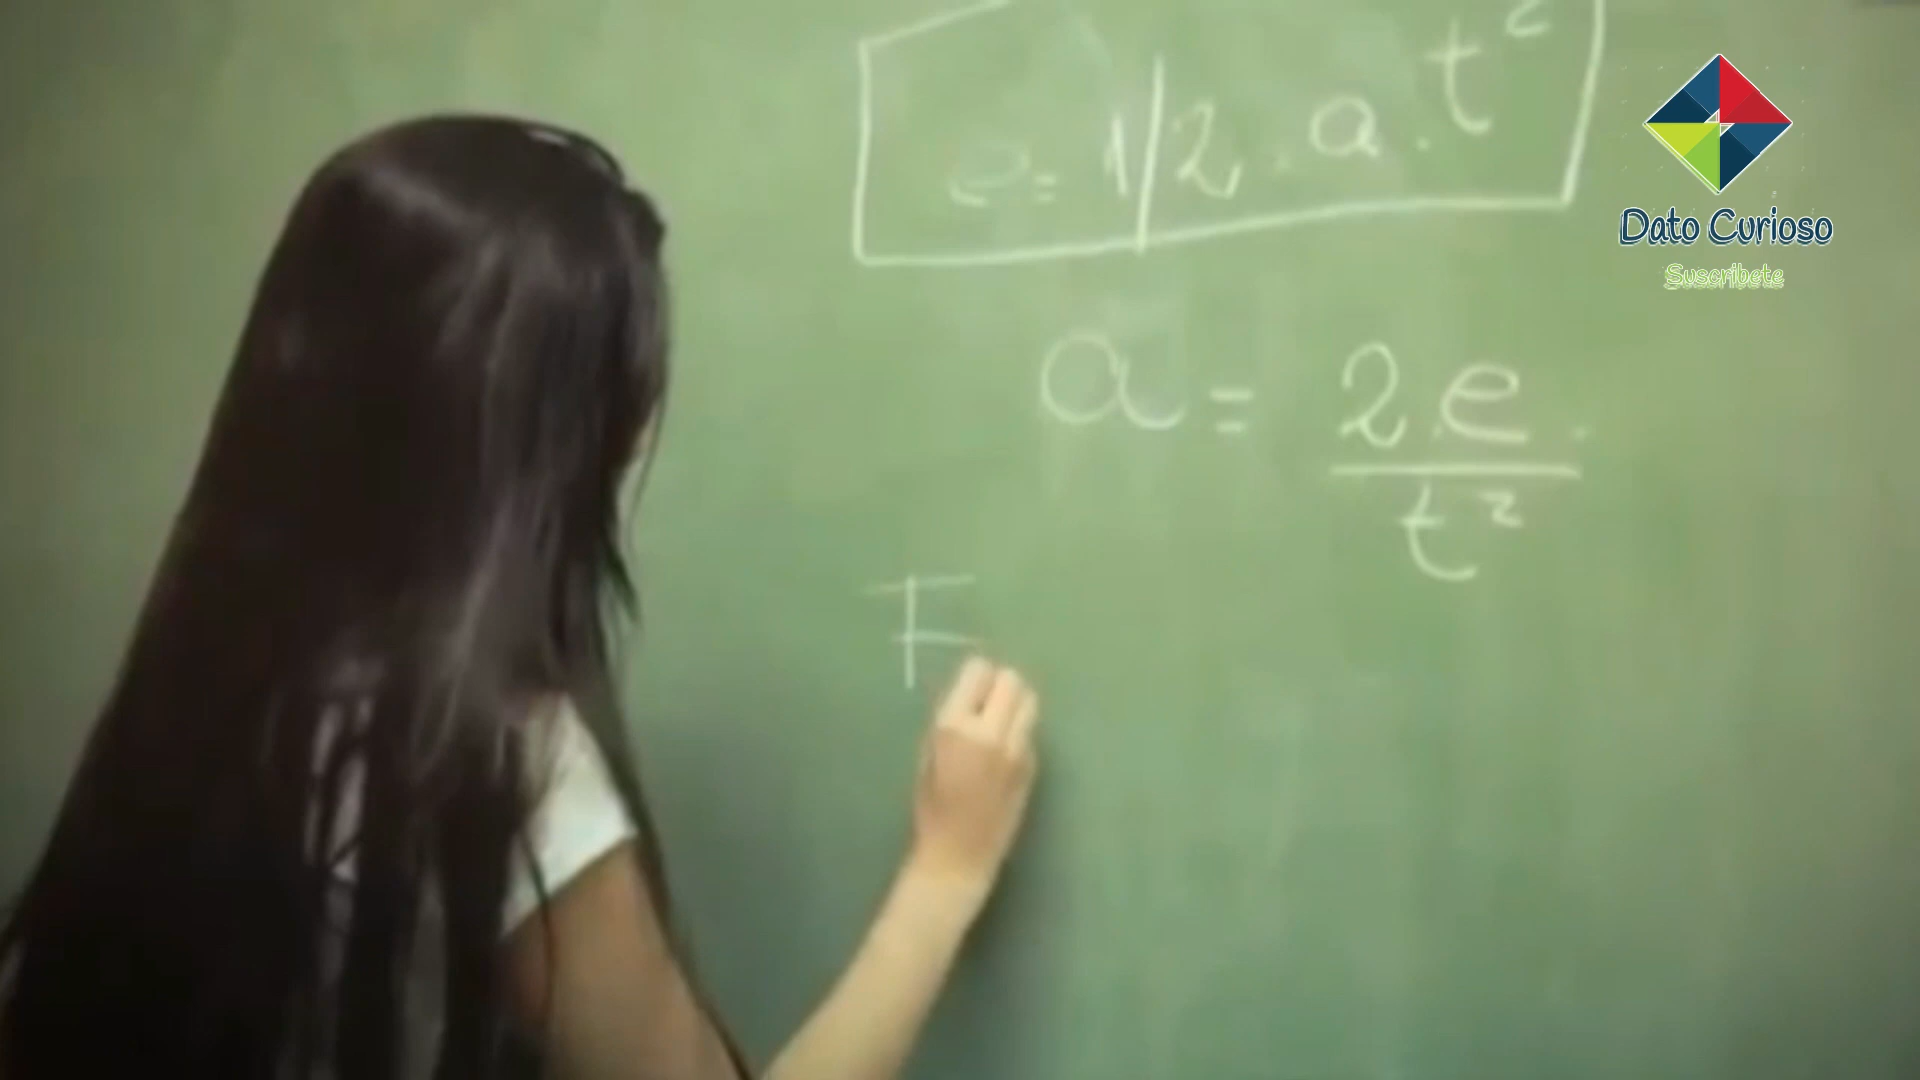 e = 1/2 . a . t²
Dato Curioso
Suscribete
a = 2.e.
t²
F